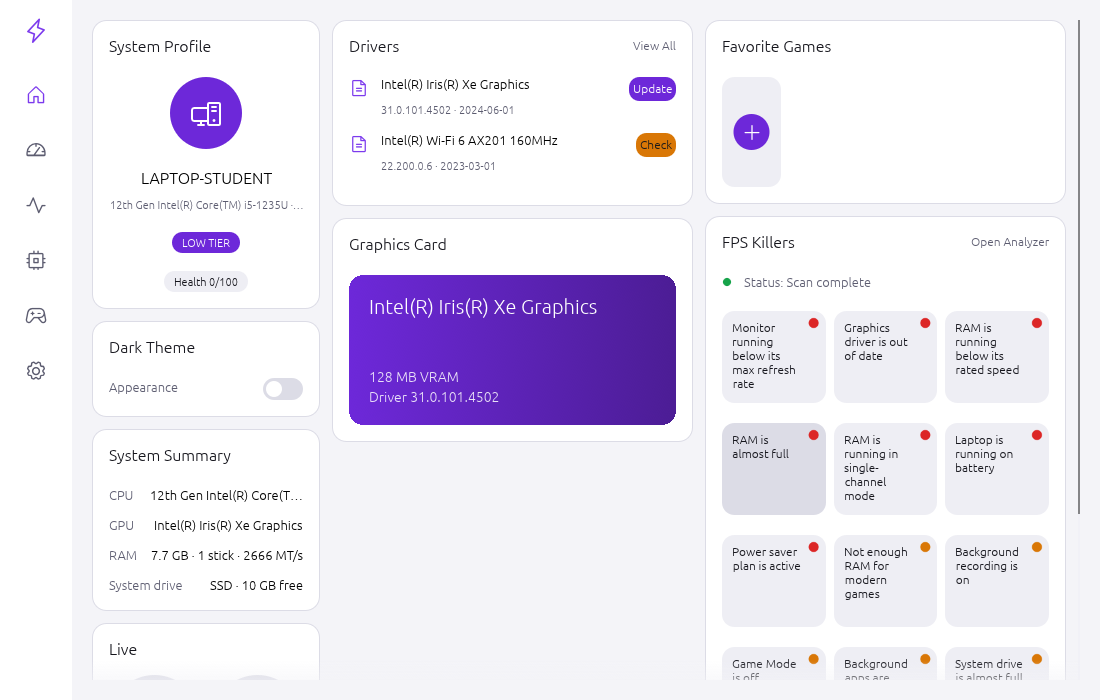 System Profile
LAPTOP-STUDENT
12th Gen Intel(R) Core(TM) i5-1235U ·...
LOW TIER
Health 0/100
Dark Theme
Appearance
System Summary
CPU 12th Gen Intel(R) Core(T...
GPU Intel(R) Iris(R) Xe Graphics
RAM 7.7 GB · 1 stick · 2666 MT/s
System drive SSD · 10 GB free
Live
Drivers View All
Intel(R) Iris(R) Xe Graphics Update
31.0.101.4502 · 2024-06-01
Intel(R) Wi-Fi 6 AX201 160MHz Check
22.200.0.6 · 2023-03-01
Graphics Card
Intel(R) Iris(R) Xe Graphics
128 MB VRAM
Driver 31.0.101.4502
Favorite Games
FPS Killers Open Analyzer
Status: Scan complete
Monitor
running
below its
max refresh
rate
Graphics
driver is out
of date
RAM is
running
below its
rated speed
RAM is
almost full
RAM is
running in
single-
channel
mode
Laptop is
running on
battery
Power saver
plan is active
Not enough
RAM for
modern
games
Background
recording is
on
Game Mode
is off
Background
apps are
System drive
is almost full